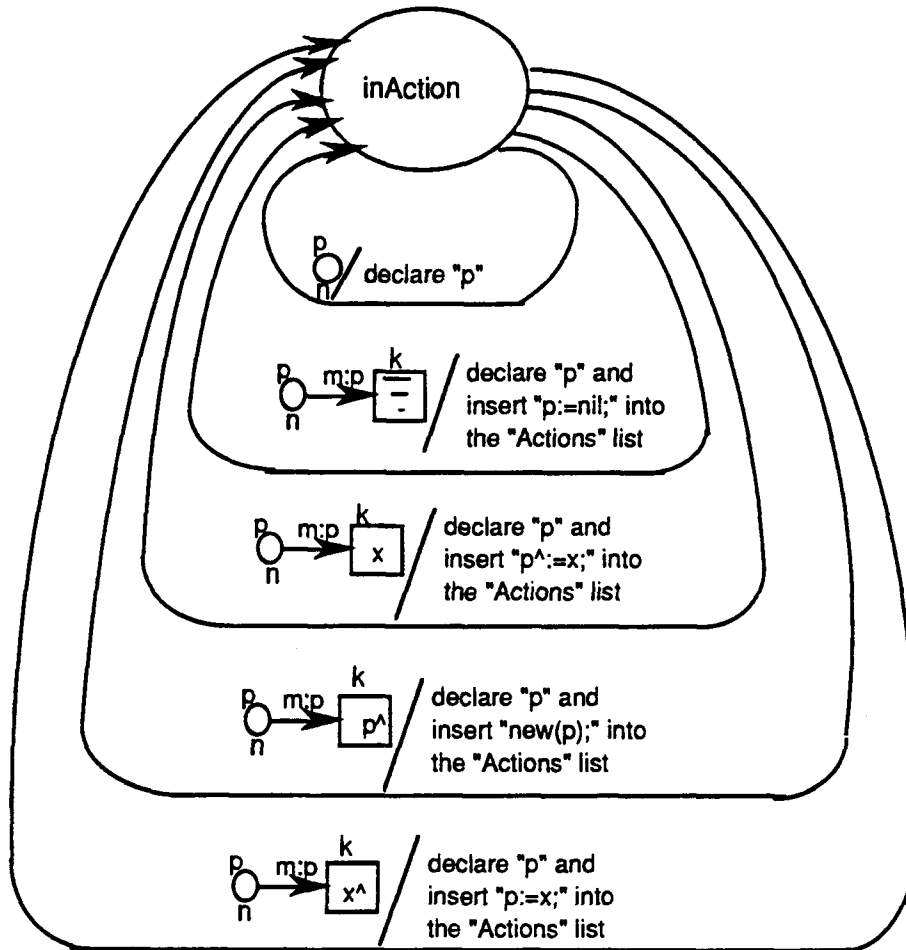 inAction
p
n
declare "p"
k
p m:p
n
declare "p" and
insert "p:=nil;" into
the "Actions" list
k
p m:p x
n
declare "p" and
insert "p^:=x;" into
the "Actions" list
k
p m:p p^
n
declare "p" and
insert "new(p);" into
the "Actions" list
k
p m:p x^
n
declare "p" and
insert "p:=x;" into
the "Actions" list